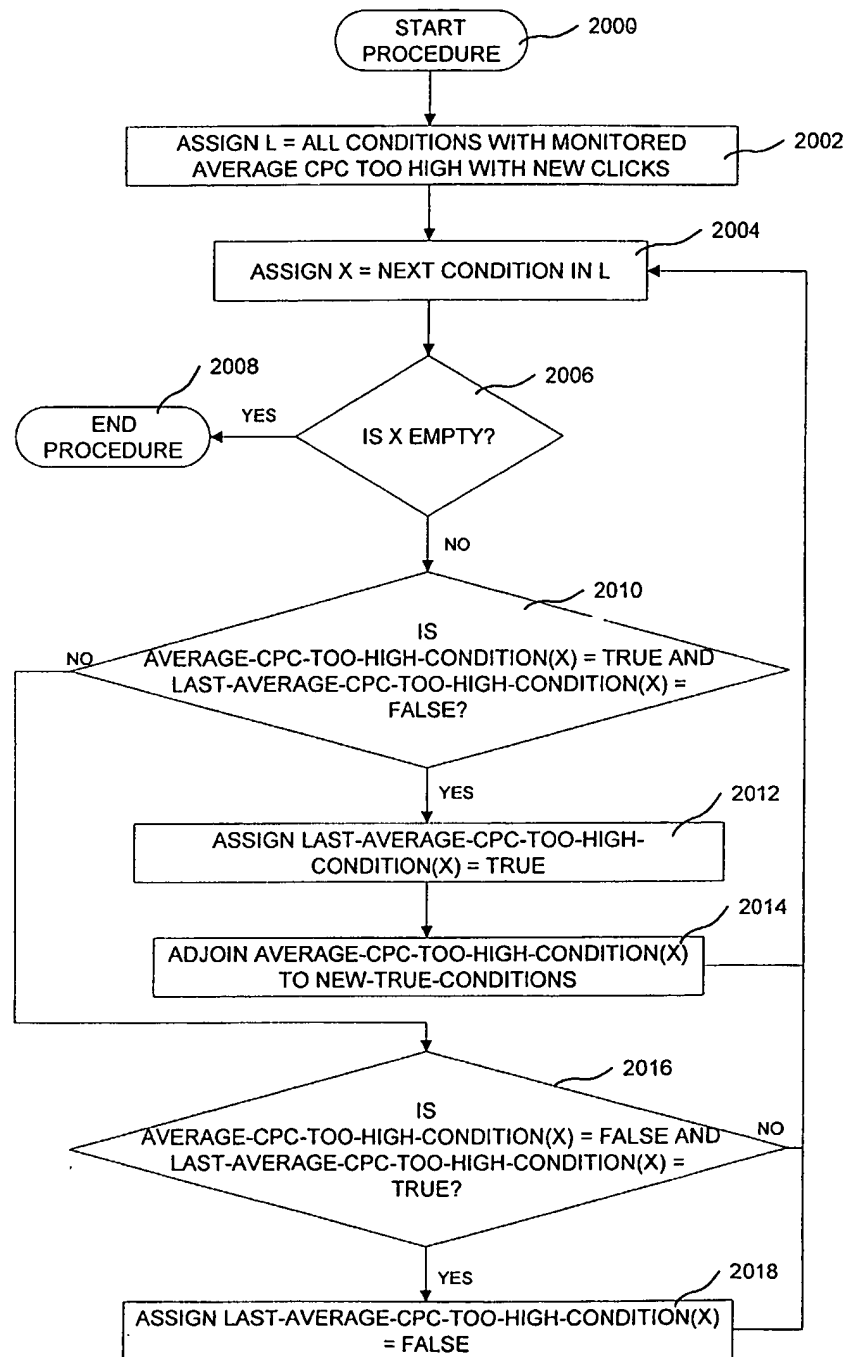 START
PROCEDURE
2000
ASSIGN L = ALL CONDITIONS WITH MONITORED
AVERAGE CPC TOO HIGH WITH NEW CLICKS
2002
2004
ASSIGN X = NEXT CONDITION IN L
2008
2006
END
PROCEDURE
YES
IS X EMPTY?
NO
2010
NO
IS
AVERAGE-CPC-TOO-HIGH-CONDITION(X) = TRUE AND
LAST-AVERAGE-CPC-TOO-HIGH-CONDITION(X) =
FALSE?
YES
2012
ASSIGN LAST-AVERAGE-CPC-TOO-HIGH-
CONDITION(X) = TRUE
2014
ADJOIN AVERAGE-CPC-TOO-HIGH-CONDITION(X)
TO NEW-TRUE-CONDITIONS
2016
IS
AVERAGE-CPC-TOO-HIGH-CONDITION(X) = FALSE AND
LAST-AVERAGE-CPC-TOO-HIGH-CONDITION(X) =
TRUE?
NO
YES
2018
ASSIGN LAST-AVERAGE-CPC-TOO-HIGH-CONDITION(X)
= FALSE